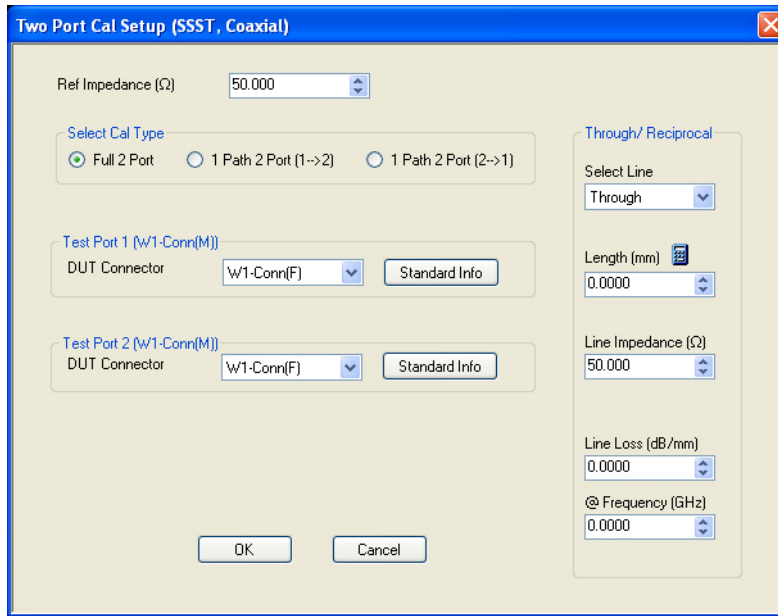 Two Port Cal Setup (SSST, Coaxial)
Ref Impedance (Ω) 50.000
Select Cal Type
Full 2 Port 1 Path 2 Port (1-->2) 1 Path 2 Port (2-->1)
Test Port 1 (W1-Conn(M))
DUT Connector W1-Conn(F) Standard Info
Test Port 2 (W1-Conn(M))
DUT Connector W1-Conn(F) Standard Info
Through/ Reciprocal
Select Line
Through
Length (mm)
0.0000
Line Impedance (Ω)
50.000
Line Loss (dB/mm)
0.0000
@ Frequency (GHz)
0.0000
OK Cancel